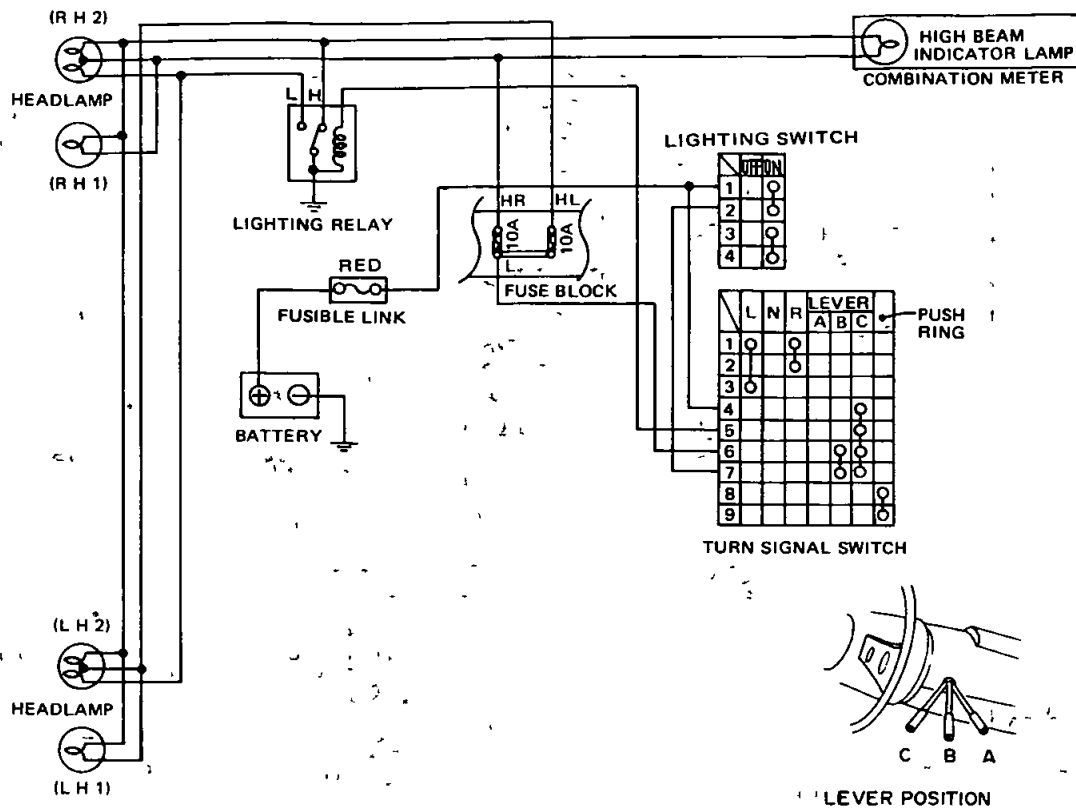 (R H 2)
HEADLAMP
(R H 1)
HIGH BEAM
INDICATOR LAMP
COMBINATION METER
L H
LIGHTING RELAY
LIGHTING SWITCH
OFF ON
1
2
3
4
HR HL
10A 10A
L
FUSE BLOCK
RED
FUSIBLE LINK
BATTERY
L N R LEVER
A B C
PUSH
RING
1
2
3
4
5
6
7
8
9
TURN SIGNAL SWITCH
(L H 2)
HEADLAMP
(L H 1)
C B A
LEVER POSITION